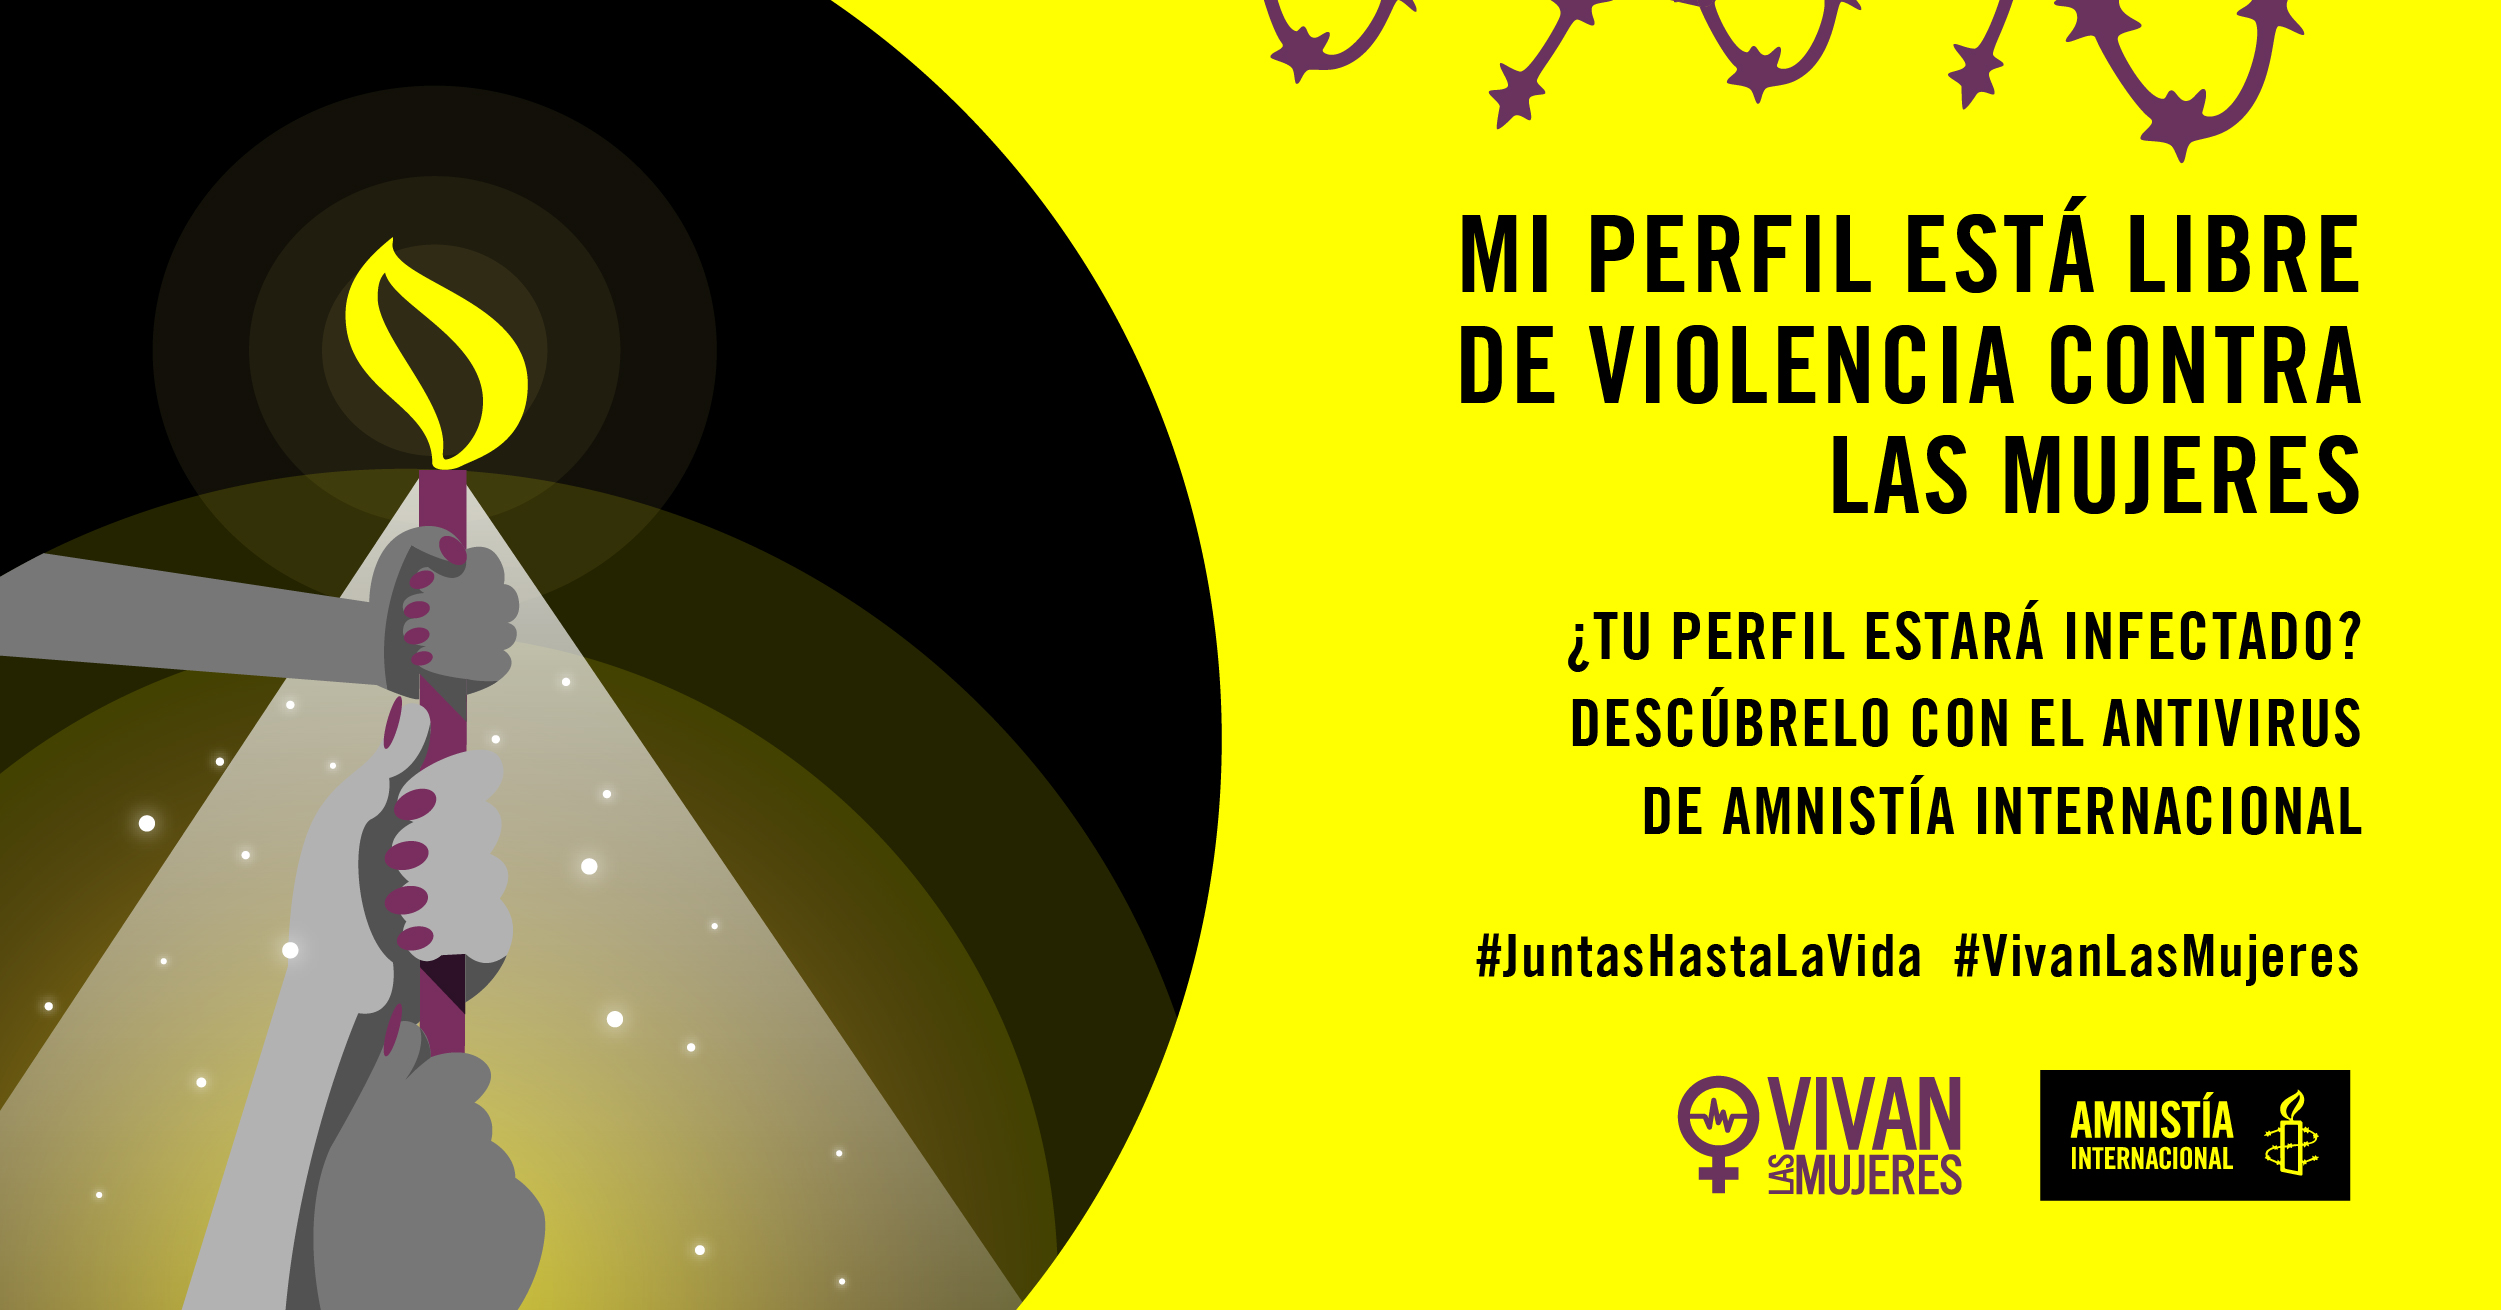 MI PERFIL ESTÁ LIBRE
DE VIOLENCIA CONTRA
LAS MUJERES
¿TU PERFIL ESTARÁ INFECTADO?
DESCÚBRELO CON EL ANTIVIRUS
DE AMNISTÍA INTERNACIONAL
#JuntasHastaLaVida #VivanLasMujeres
VIVAN
LAS MUJERES
AMNISTÍA
INTERNACIONAL